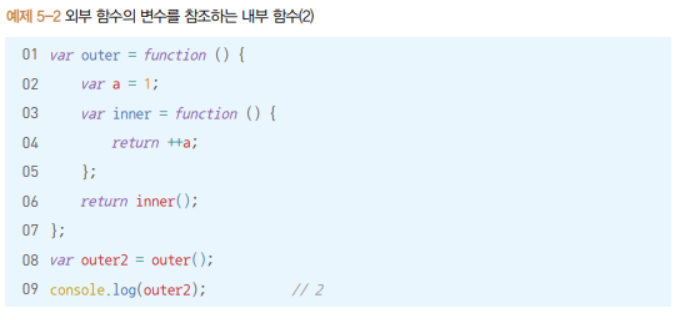 예제 5-2 외부 함수의 변수를 참조하는 내부 함수(2)
01 var outer = function () {
02     var a = 1;
03     var inner = function () {
04         return ++a;
05     };
06     return inner();
07 };
08 var outer2 = outer();
09 console.log(outer2);          // 2